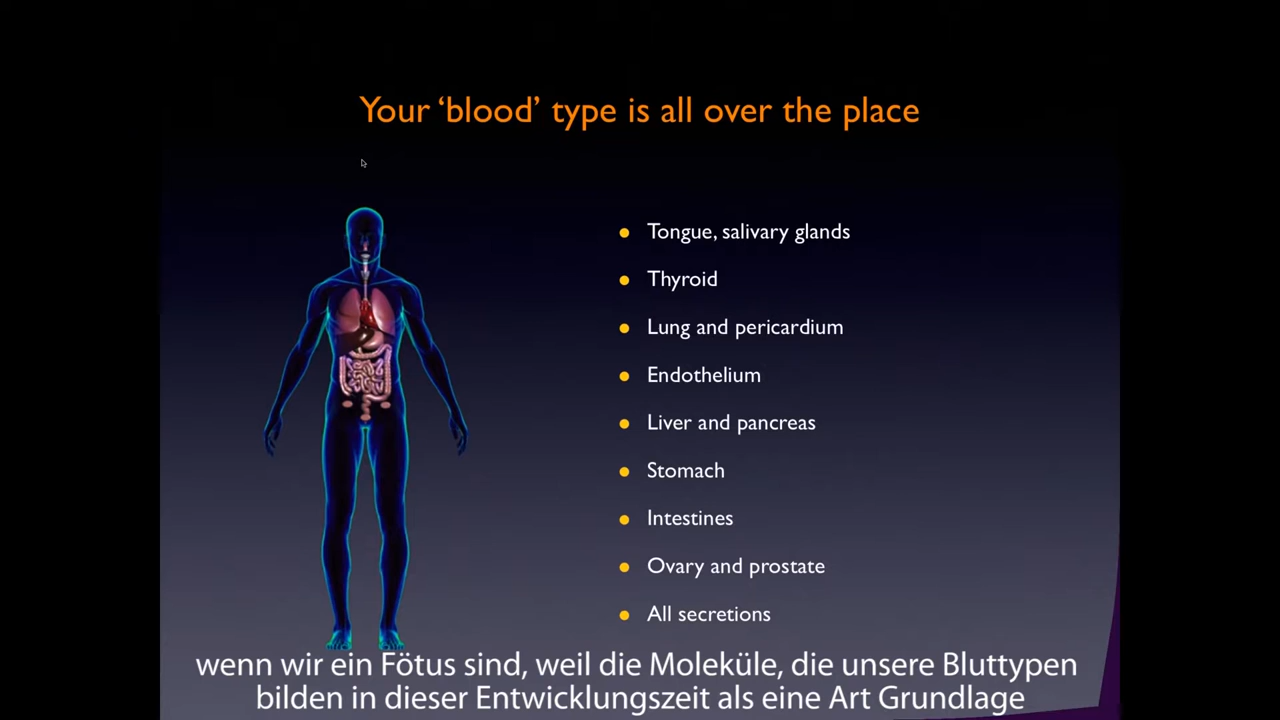 Your ‘blood’ type is all over the place
Tongue, salivary glands
Thyroid
Lung and pericardium
Endothelium
Liver and pancreas
Stomach
Intestines
Ovary and prostate
All secretions
wenn wir ein Fötus sind, weil die Moleküle, die unsere Bluttypen
bilden in dieser Entwicklungszeit als eine Art Grundlage